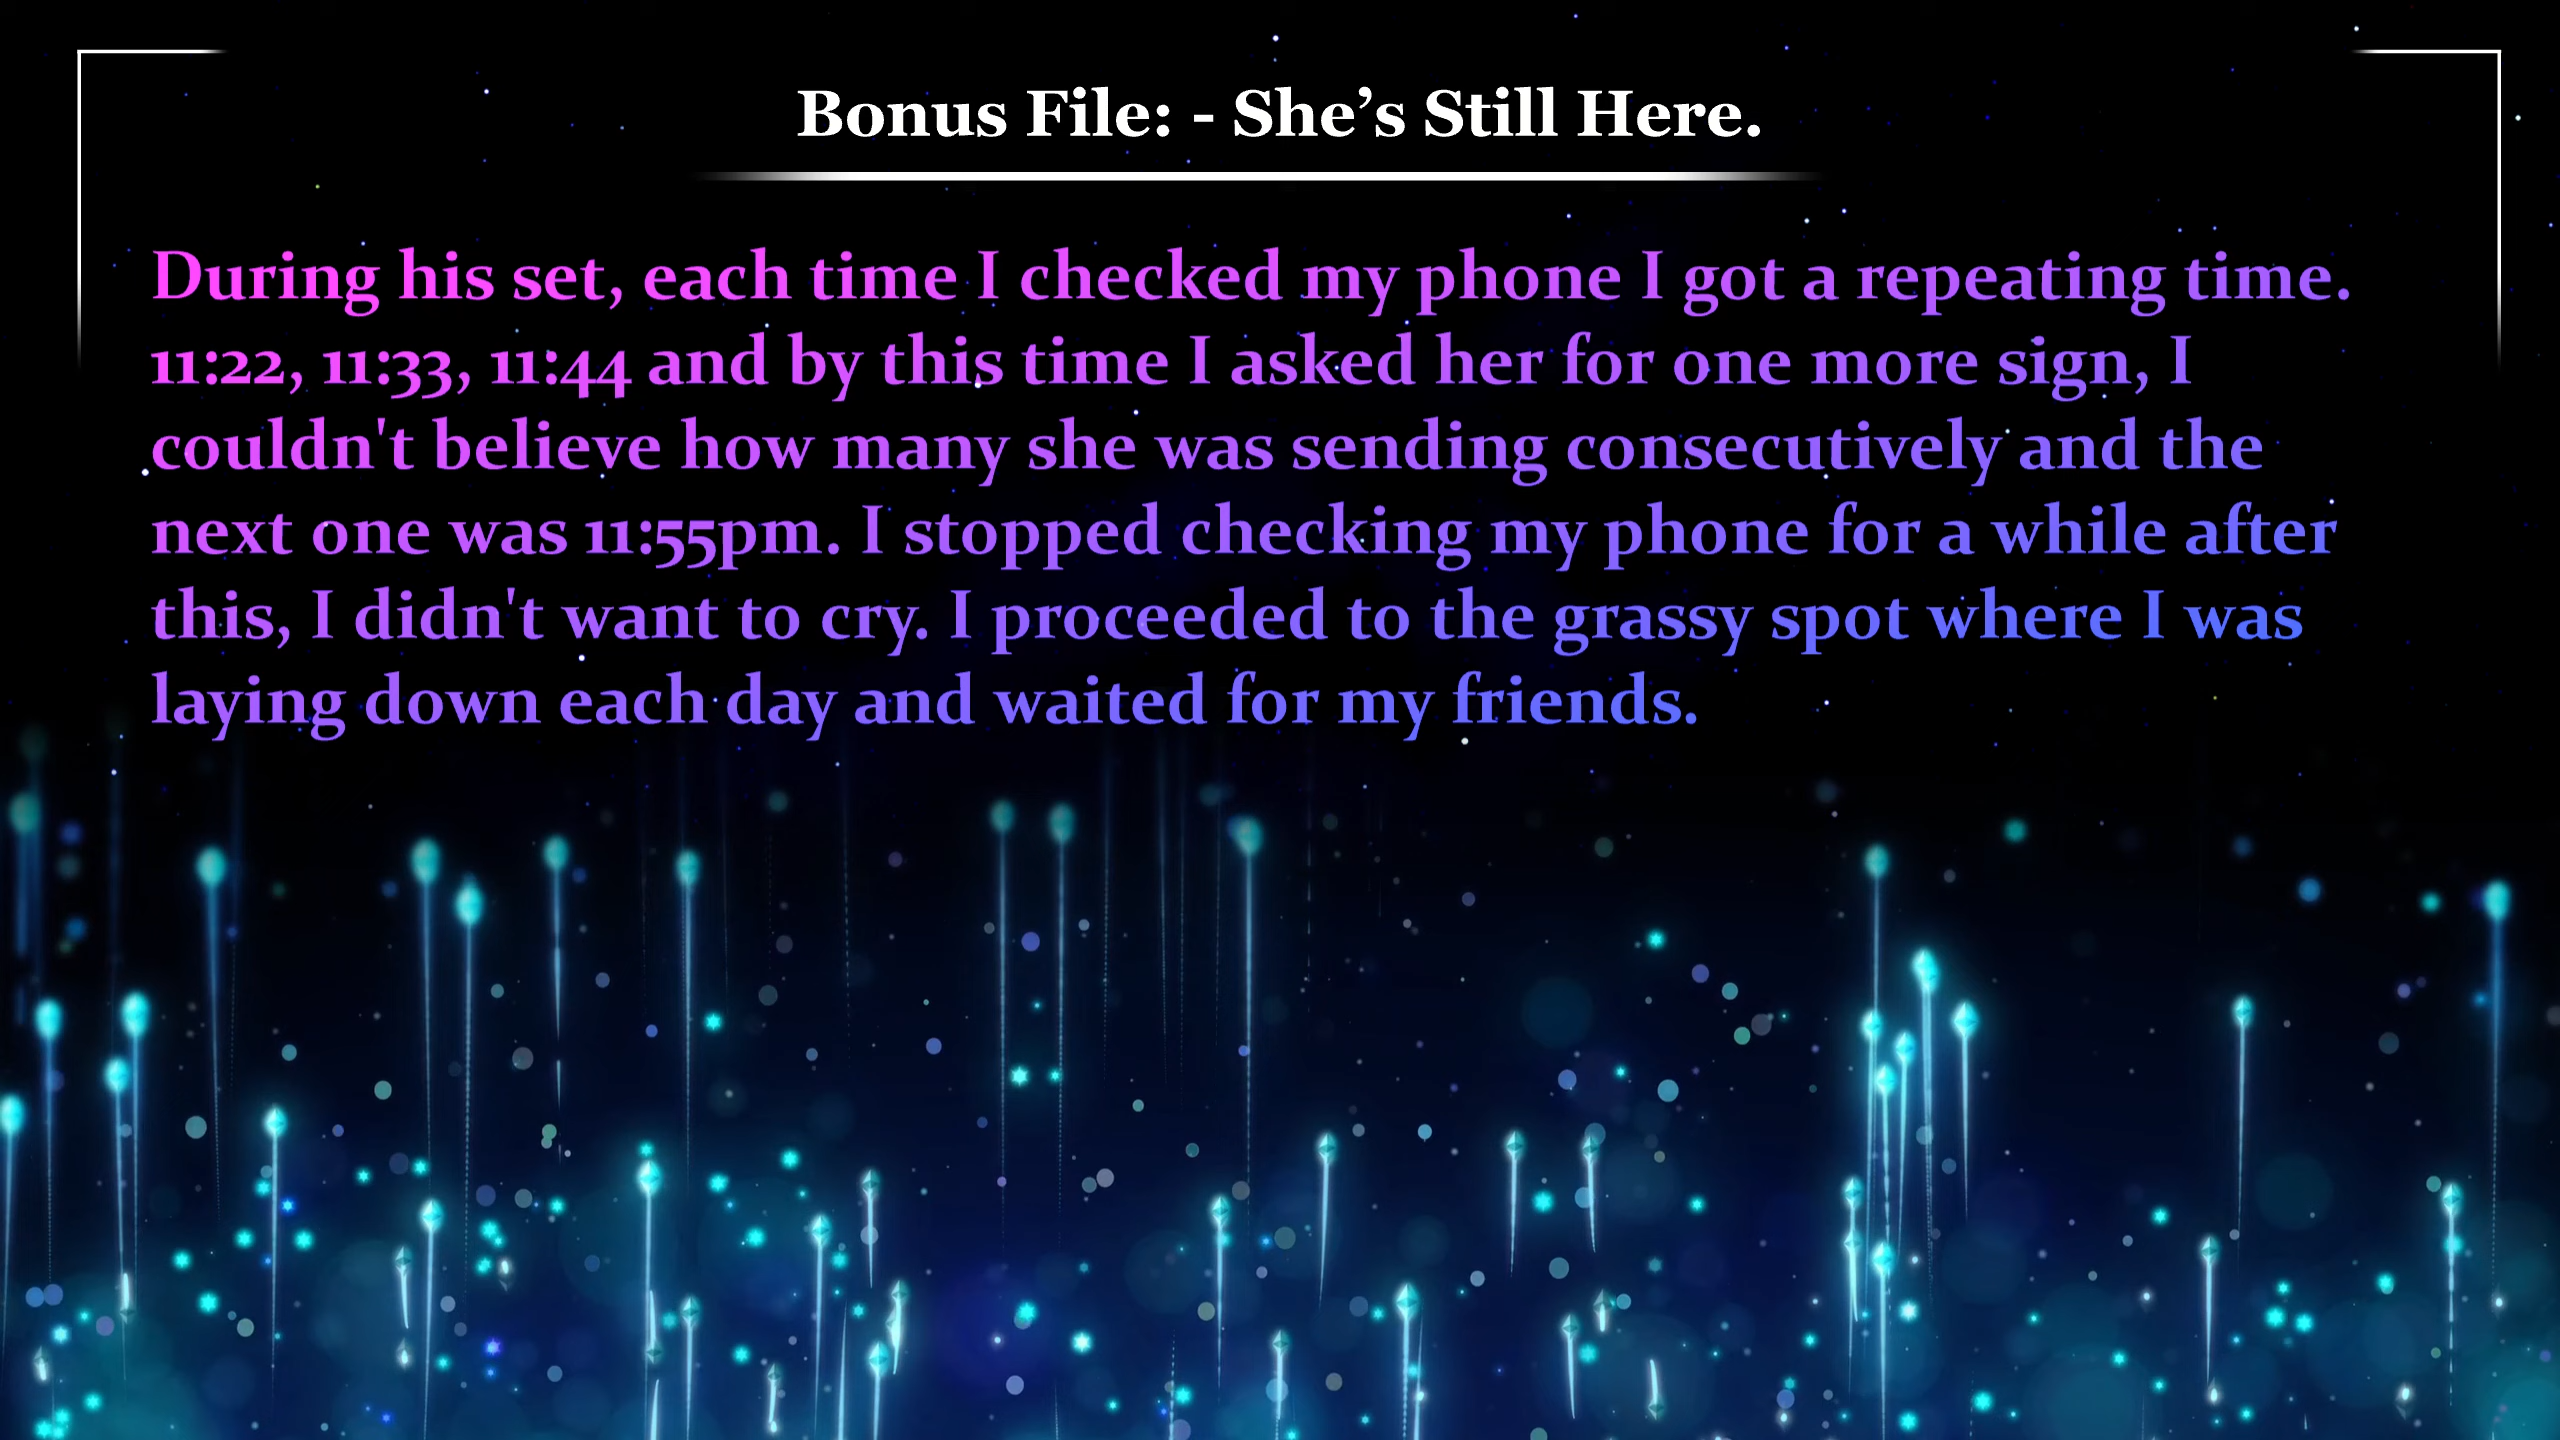 Bonus File: - She’s Still Here.
During his set, each time I checked my phone I got a repeating time.
11:22, 11:33, 11:44 and by this time I asked her for one more sign, I
couldn't believe how many she was sending consecutively and the
next one was 11:55pm. I stopped checking my phone for a while after
this, I didn't want to cry. I proceeded to the grassy spot where I was
laying down each day and waited for my friends.